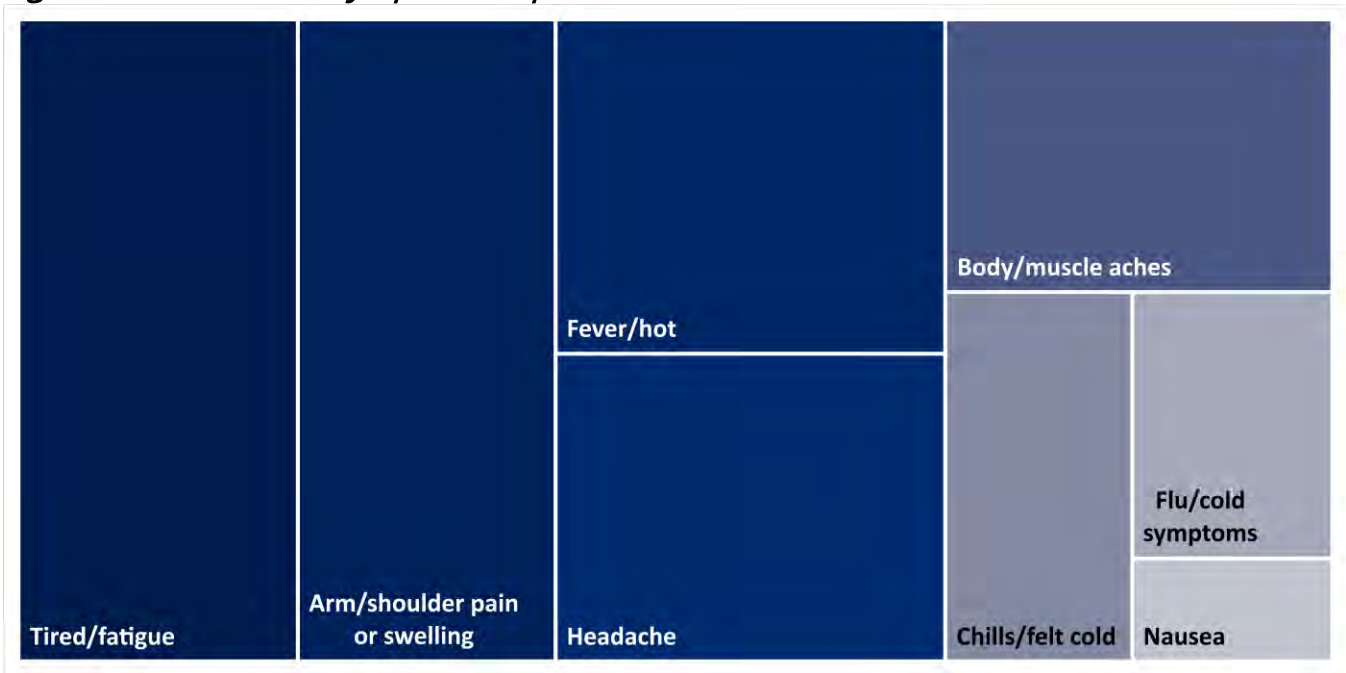 Tired/fatigue
Arm/shoulder pain
or swelling
Fever/hot
Headache
Body/muscle aches
Chills/felt cold
Flu/cold
symptoms
Nausea